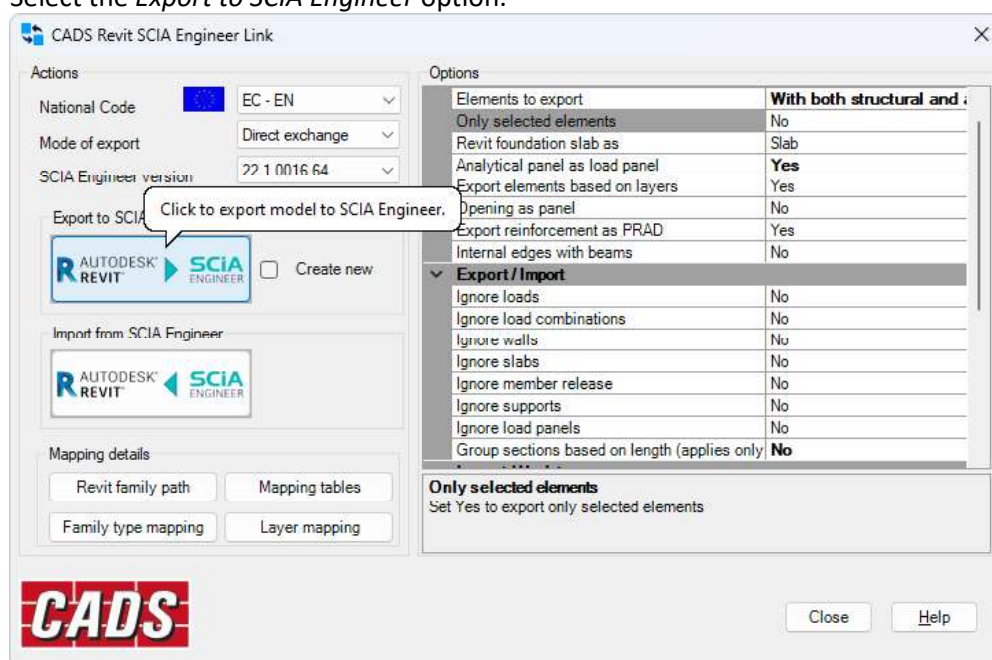 Select the Export to SCIA Engineer option.
CADS Revit SCIA Engineer Link
Actions
National Code
EC - EN
Mode of export
Direct exchange
SCIA Engineer version
22.1.0016.64
Export to SCIA
Click to export model to SCIA Engineer.
AUTODESK REVIT SCIA ENGINEER
Create new
Import from SCIA Engineer
AUTODESK REVIT SCIA ENGINEER
Mapping details
Revit family path
Mapping tables
Family type mapping
Layer mapping
Options
Elements to export With both structural and
Only selected elements No
Revit foundation slab as Slab
Analytical panel as load panel Yes
Export elements based on layers Yes
Opening as panel No
Export reinforcement as PRAD Yes
Internal edges with beams No
Export / Import
Ignore loads No
Ignore load combinations No
Ignore walls No
Ignore slabs No
Ignore member release No
Ignore supports No
Ignore load panels No
Group sections based on length (applies only No
Only selected elements
Set Yes to export only selected elements
CADS
Close
Help